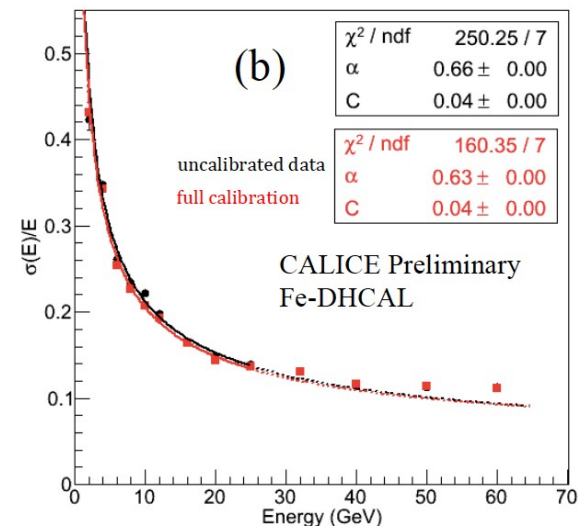 (b)
χ² / ndf 250.25 / 7
α 0.66 ± 0.00
C 0.04 ± 0.00
χ² / ndf 160.35 / 7
α 0.63 ± 0.00
C 0.04 ± 0.00
uncalibrated data
full calibration
CALICE Preliminary
Fe-DHCAL
σ(E)/E
0.5
0.4
0.3
0.2
0.1
0
0 10 20 30 40 50 60 70
Energy (GeV)